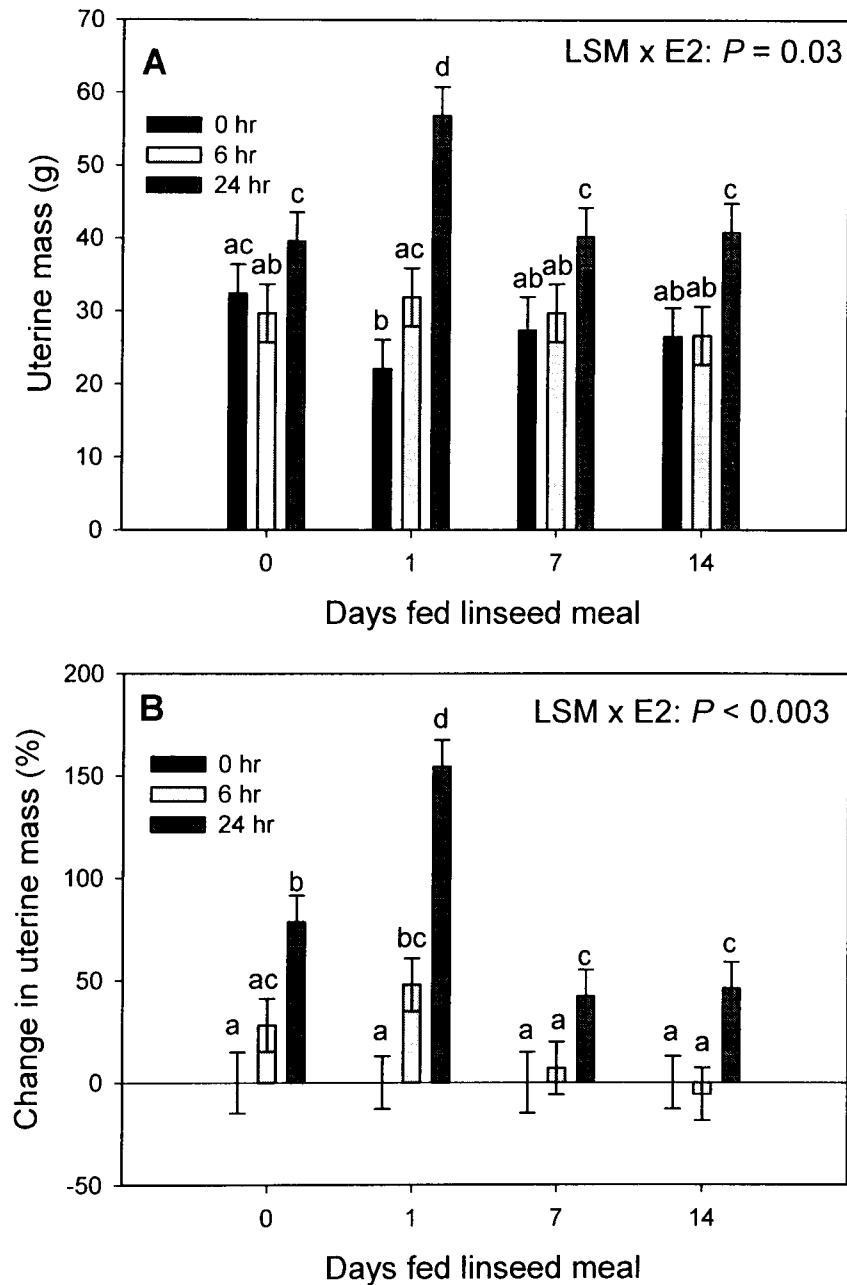 70
60
50
40
30
20
10
0
Uterine mass (g)
A
LSM x E2: P = 0.03
0 hr
6 hr
24 hr
ac
ab
c
b
ac
d
ab
ab
c
ab
ab
c
0
1
7
14
Days fed linseed meal
200
150
100
50
0
-50
Change in uterine mass (%)
B
LSM x E2: P < 0.003
0 hr
6 hr
24 hr
a
ac
b
a
bc
d
a
a
c
a
a
c
0
1
7
14
Days fed linseed meal